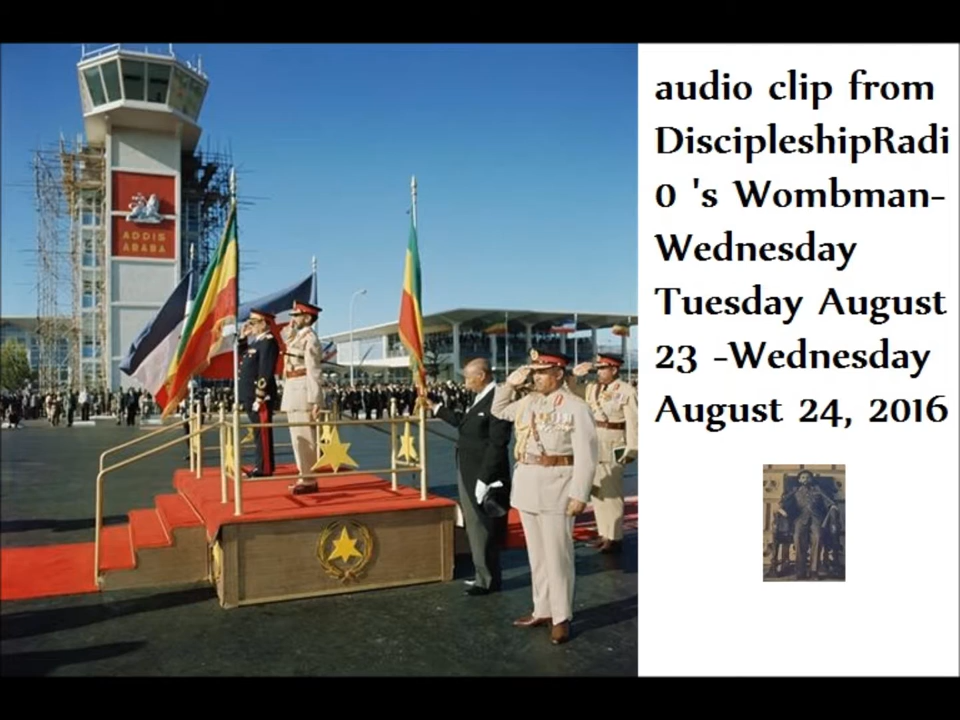 ADDIS
ABABA
audio clip from
DiscipleshipRadi
0 's Wombman-
Wednesday
Tuesday August
23 -Wednesday
August 24, 2016